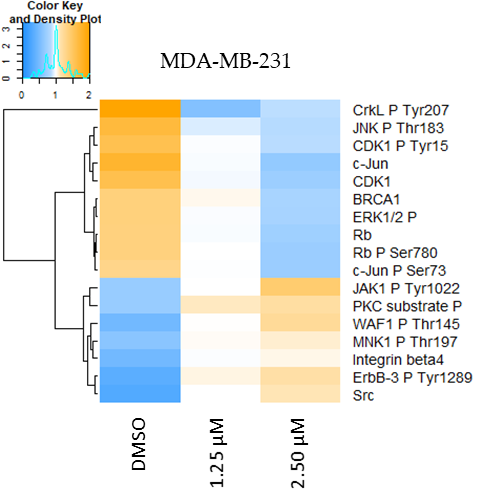 Color Key
and Density Plot
0 1 2 3
0 1 2
MDA-MB-231
CrkL P Tyr207
JNK P Thr183
CDK1 P Tyr15
c-Jun
CDK1
BRCA1
ERK1/2 P
Rb
Rb P Ser780
c-Jun P Ser73
JAK1 P Tyr1022
PKC substrate P
WAF1 P Thr145
MNK1 P Thr197
Integrin beta4
ErbB-3 P Tyr1289
Src
DMSO
1.25 µM
2.50 µM